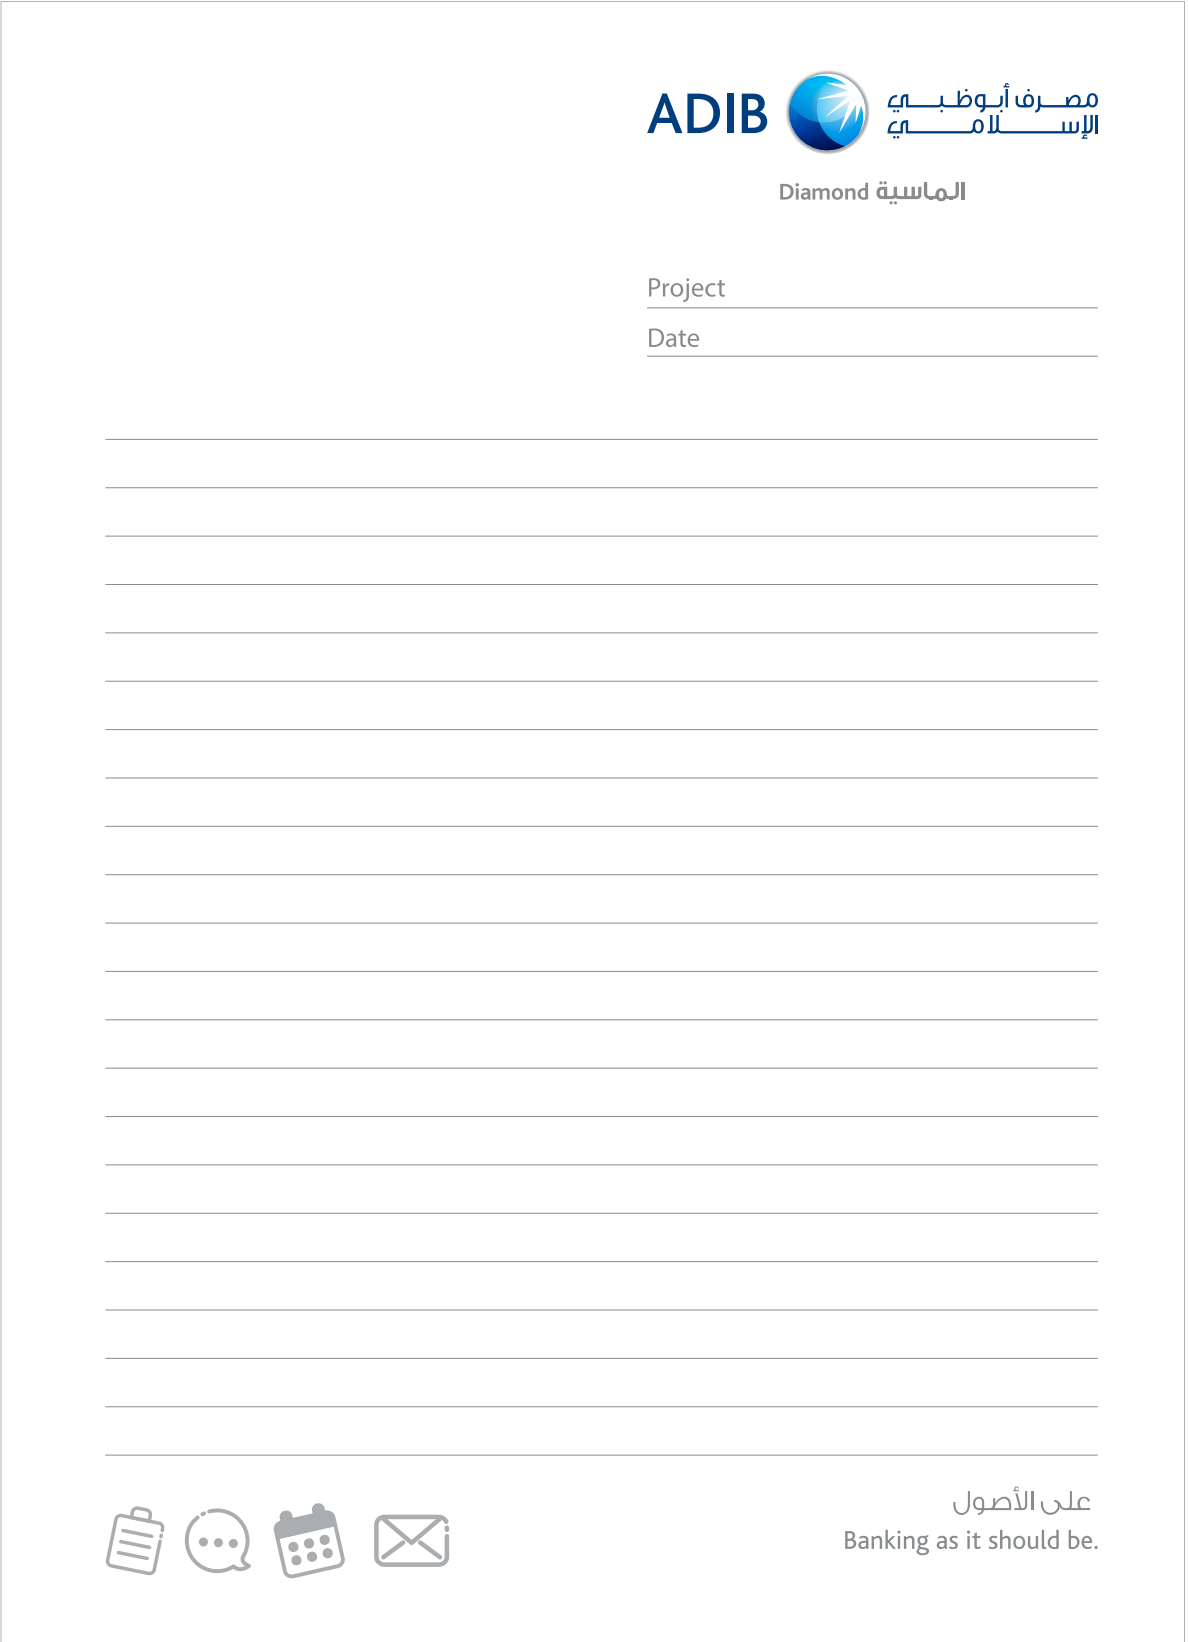 ADIB
مصرف أبوظبي
الإسلامي
Diamond الماسية
Project
Date
على الأصول
Banking as it should be.